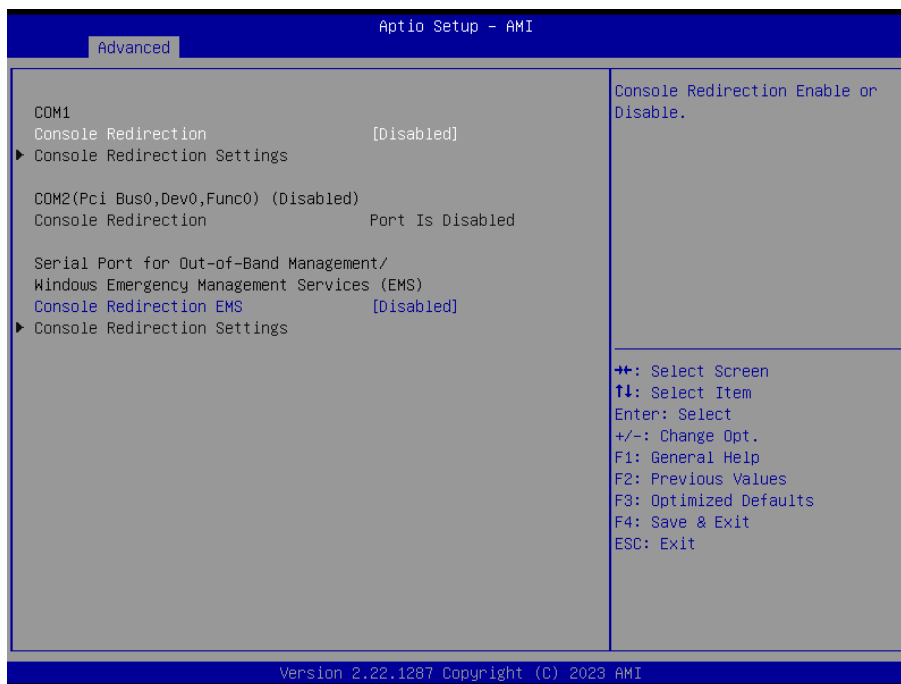 Aptio Setup – AMI
Advanced
COM1
Console Redirection [Disabled]
▶ Console Redirection Settings
COM2(Pci Bus0,Dev0,Func0) (Disabled)
Console Redirection Port Is Disabled
Serial Port for Out-of-Band Management/
Windows Emergency Management Services (EMS)
Console Redirection EMS [Disabled]
▶ Console Redirection Settings
Console Redirection Enable or
Disable.
→←: Select Screen
↑↓: Select Item
Enter: Select
+/-: Change Opt.
F1: General Help
F2: Previous Values
F3: Optimized Defaults
F4: Save & Exit
ESC: Exit
Version 2.22.1287 Copyright (C) 2023 AMI